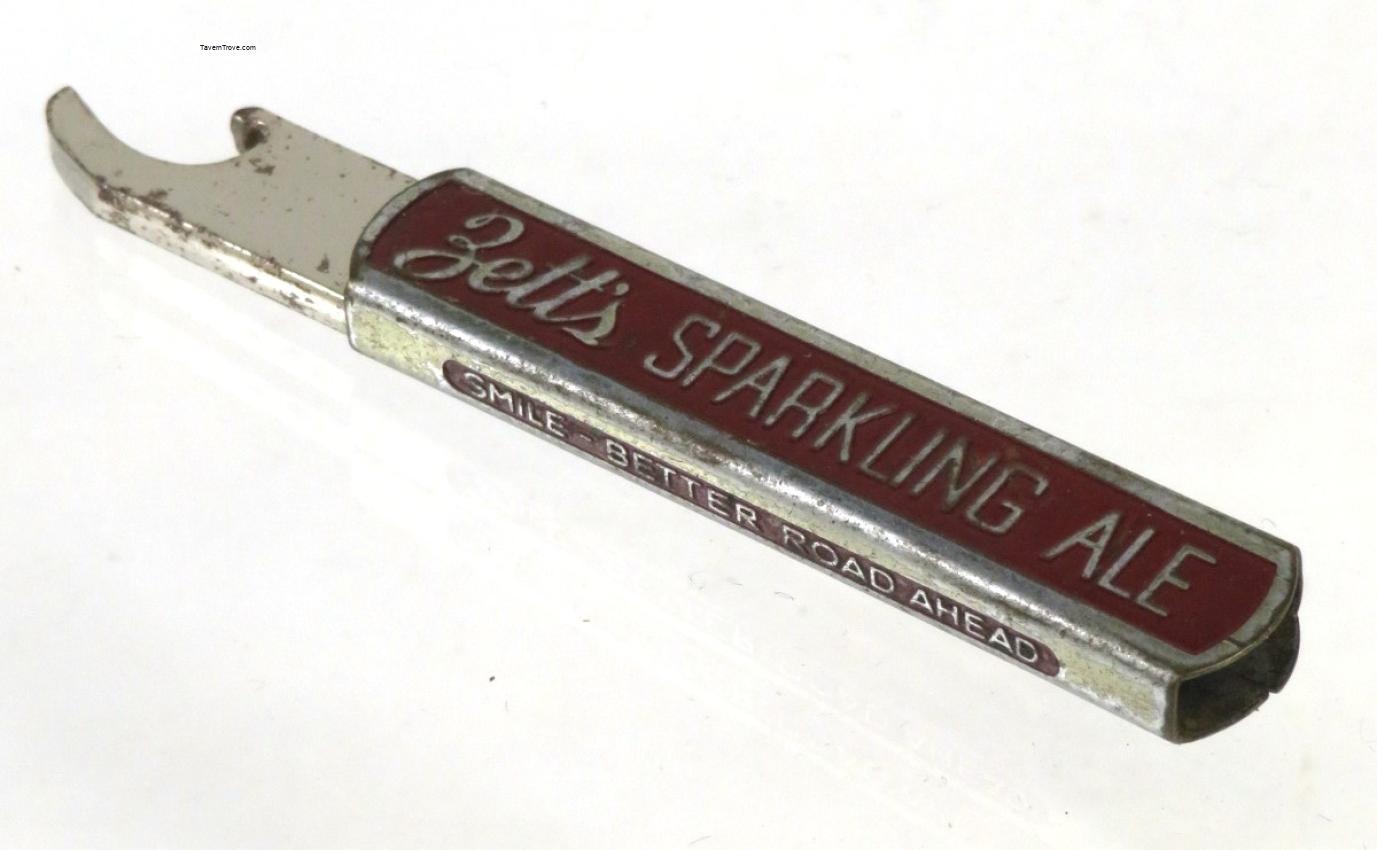 TavernTrove.com
Zett's SPARKLING ALE
SMILE - BETTER ROAD AHEAD